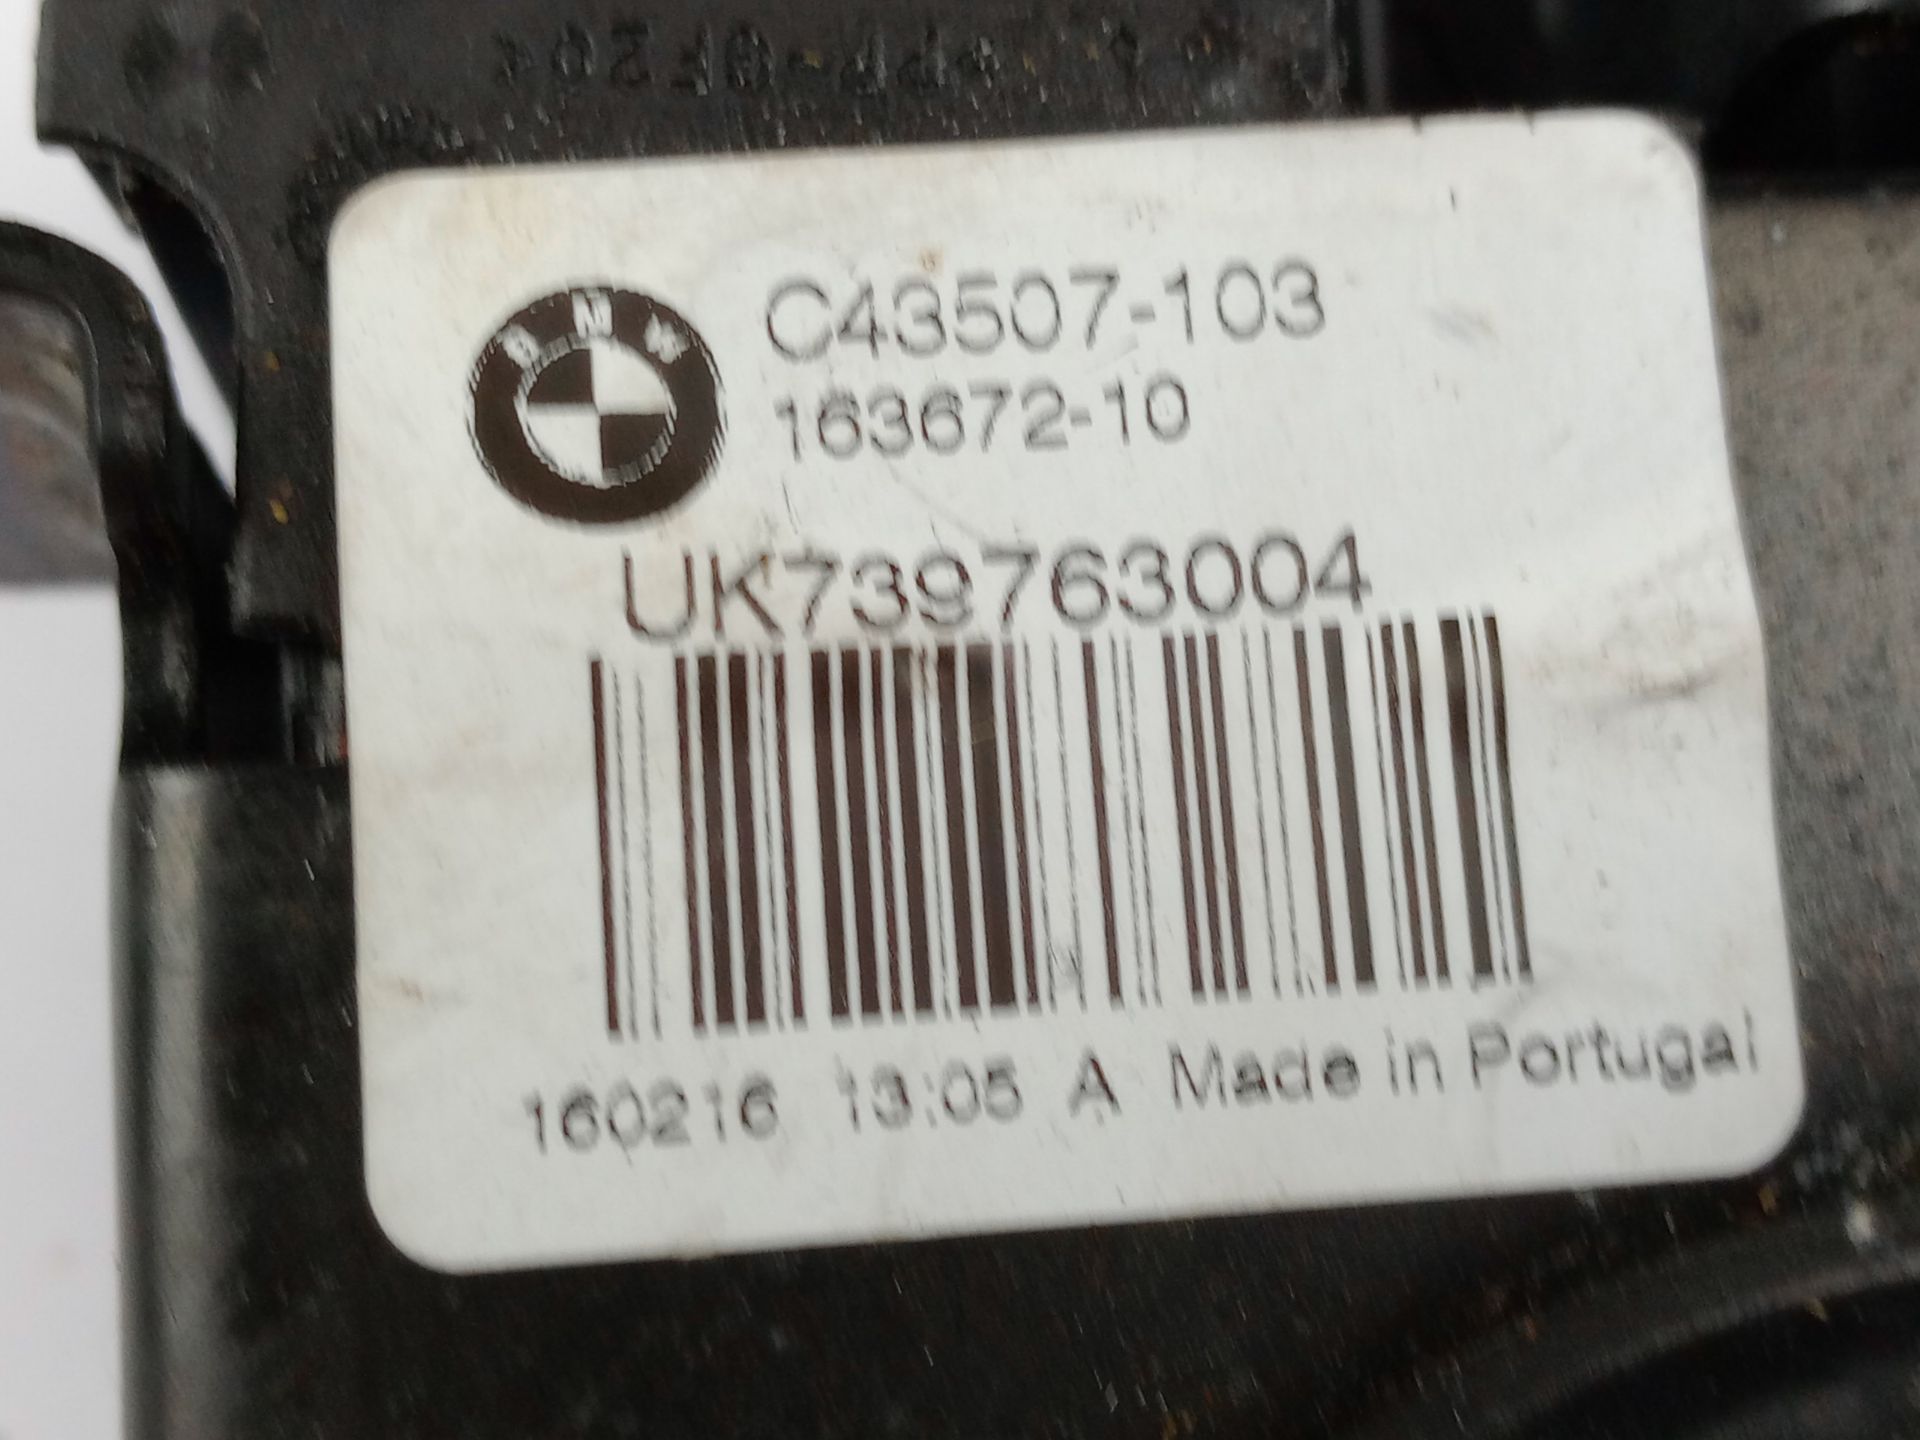 BMW
C43507-103
163672-10
UK739763004
160216 13:05 A Made in Portugal